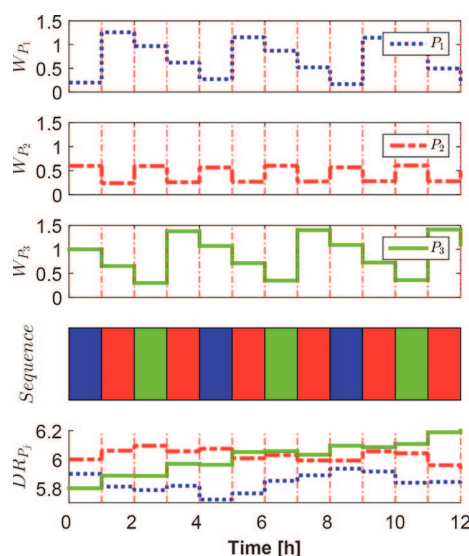 1.5
1
0.5
0
W_{P_1}
P_1
1.5
1
0.5
0
W_{P_2}
P_2
1.5
1
0.5
0
W_{P_3}
P_3
Sequence
6.2
6
5.8
DR_{P_j}
0 2 4 6 8 10 12
Time [h]